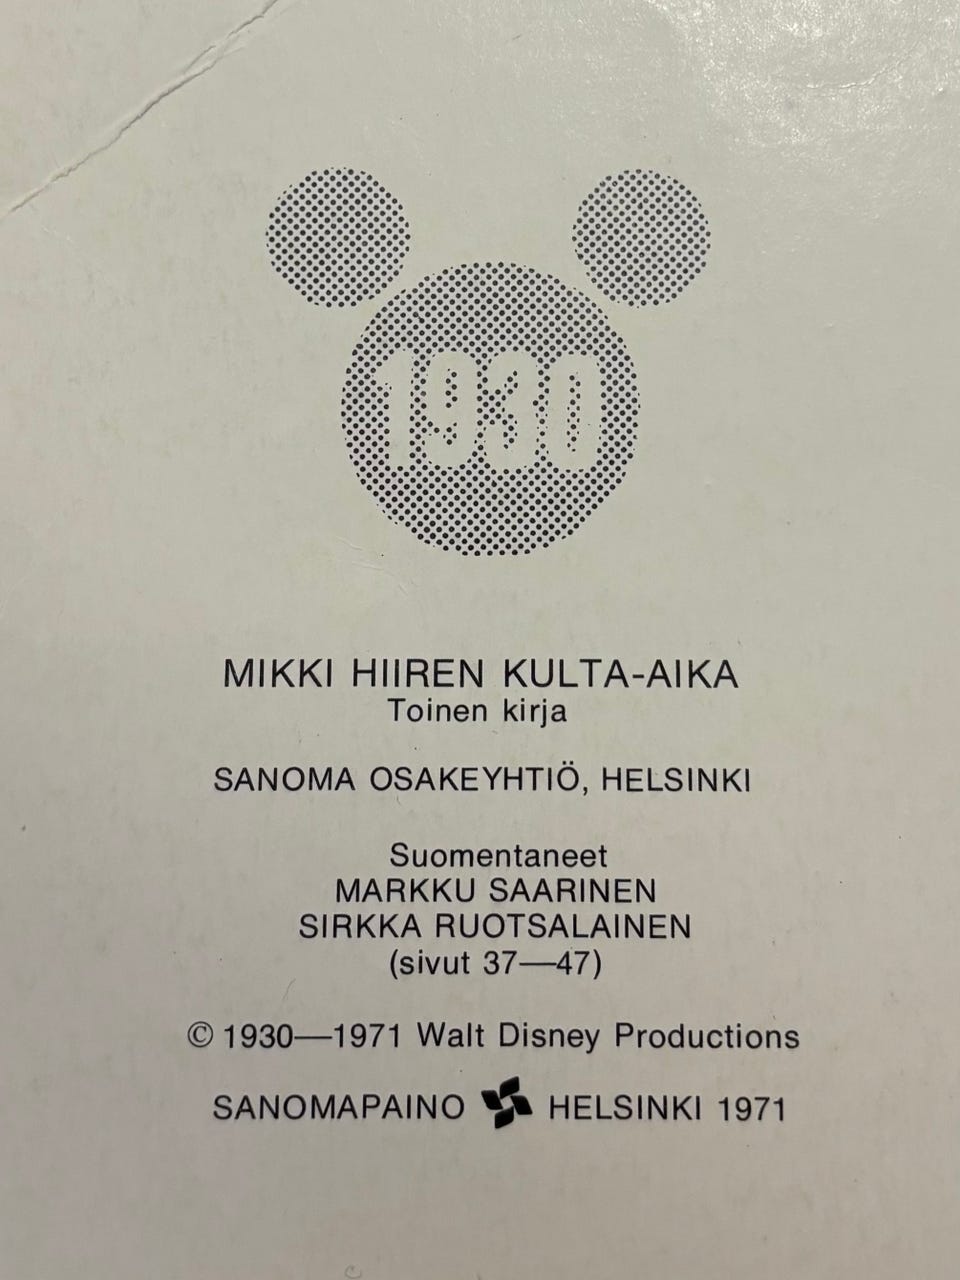 1930
MIKKI HIIREN KULTA-AIKA
Toinen kirja
SANOMA OSAKEYHTIÖ, HELSINKI
Suomentaneet
MARKKU SAARINEN
SIRKKA RUOTSALAINEN
(sivut 37—47)
© 1930—1971 Walt Disney Productions
SANOMAPAINO HELSINKI 1971